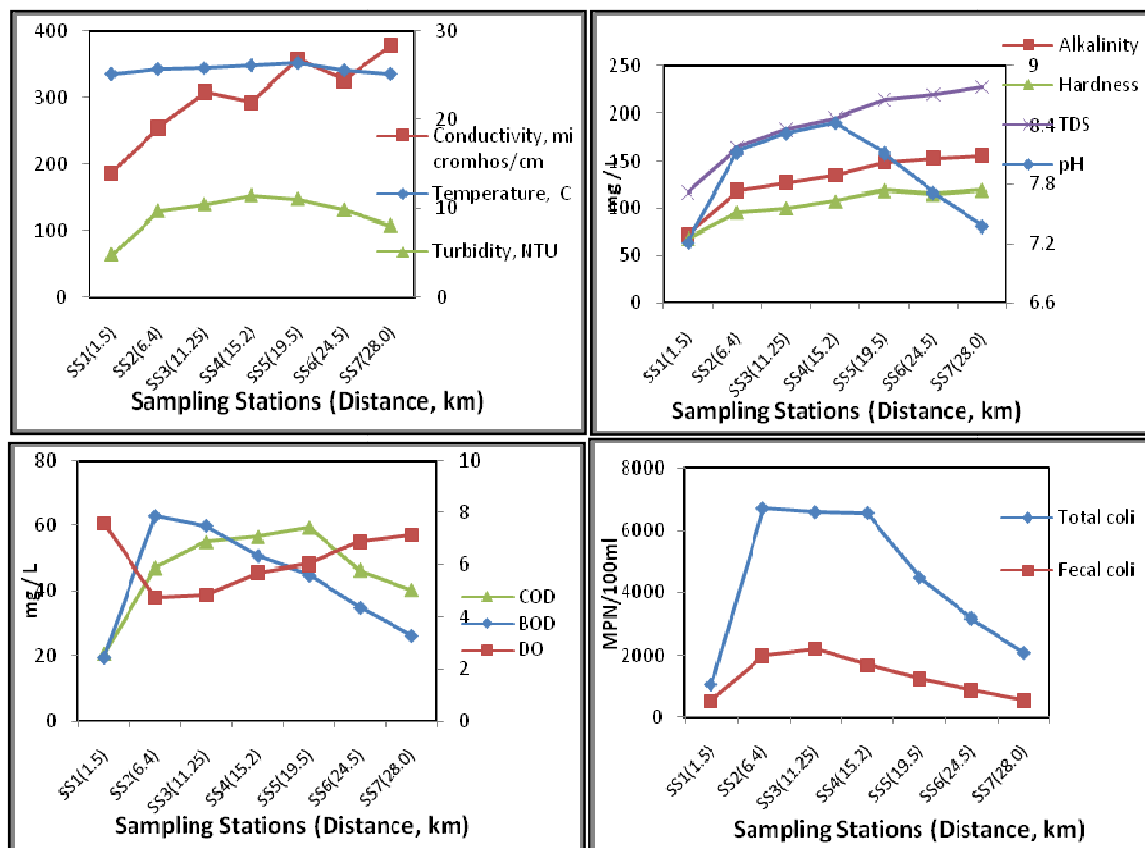 400
300
200
100
0
30
20
10
0
Conductivity, mi
cromhos/cm
Temperature, C
Turbidity, NTU
SS1(1.5)
SS2(6.4)
SS3(11.25)
SS4(15.2)
SS5(19.5)
SS6(24.5)
SS7(28.0)
Sampling Stations (Distance, km)
mg/L
250
200
150
100
50
0
9
8.4
7.8
7.2
6.6
Alkalinity
Hardness
TDS
pH
SS1(1.5)
SS2(6.4)
SS3(11.25)
SS4(15.2)
SS5(19.5)
SS6(24.5)
SS7(28.0)
Sampling Stations (Distance, km)
mg/L
80
60
40
20
0
10
8
6
4
2
0
COD
BOD
DO
SS1(1.5)
SS2(6.4)
SS3(11.25)
SS4(15.2)
SS5(19.5)
SS6(24.5)
SS7(28.0)
Sampling Stations (Distance, km)
MPN/100ml
8000
6000
4000
2000
0
Total coli
Fecal coli
SS1(1.5)
SS2(6.4)
SS3(11.25)
SS4(15.2)
SS5(19.5)
SS6(24.5)
SS7(28.0)
Sampling Stations (Distance, km)